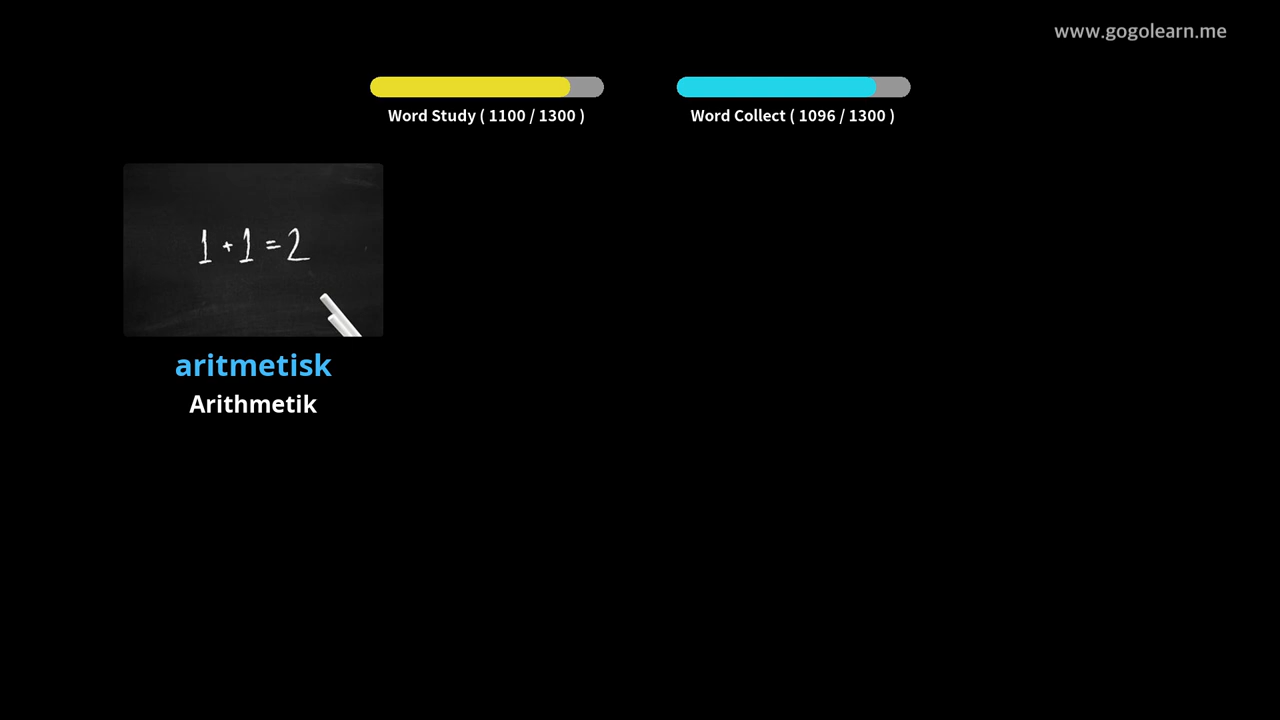 www.gogolearn.me
Word Study ( 1100 / 1300 )
Word Collect ( 1096 / 1300 )
1 + 1 = 2
aritmetisk
Arithmetik